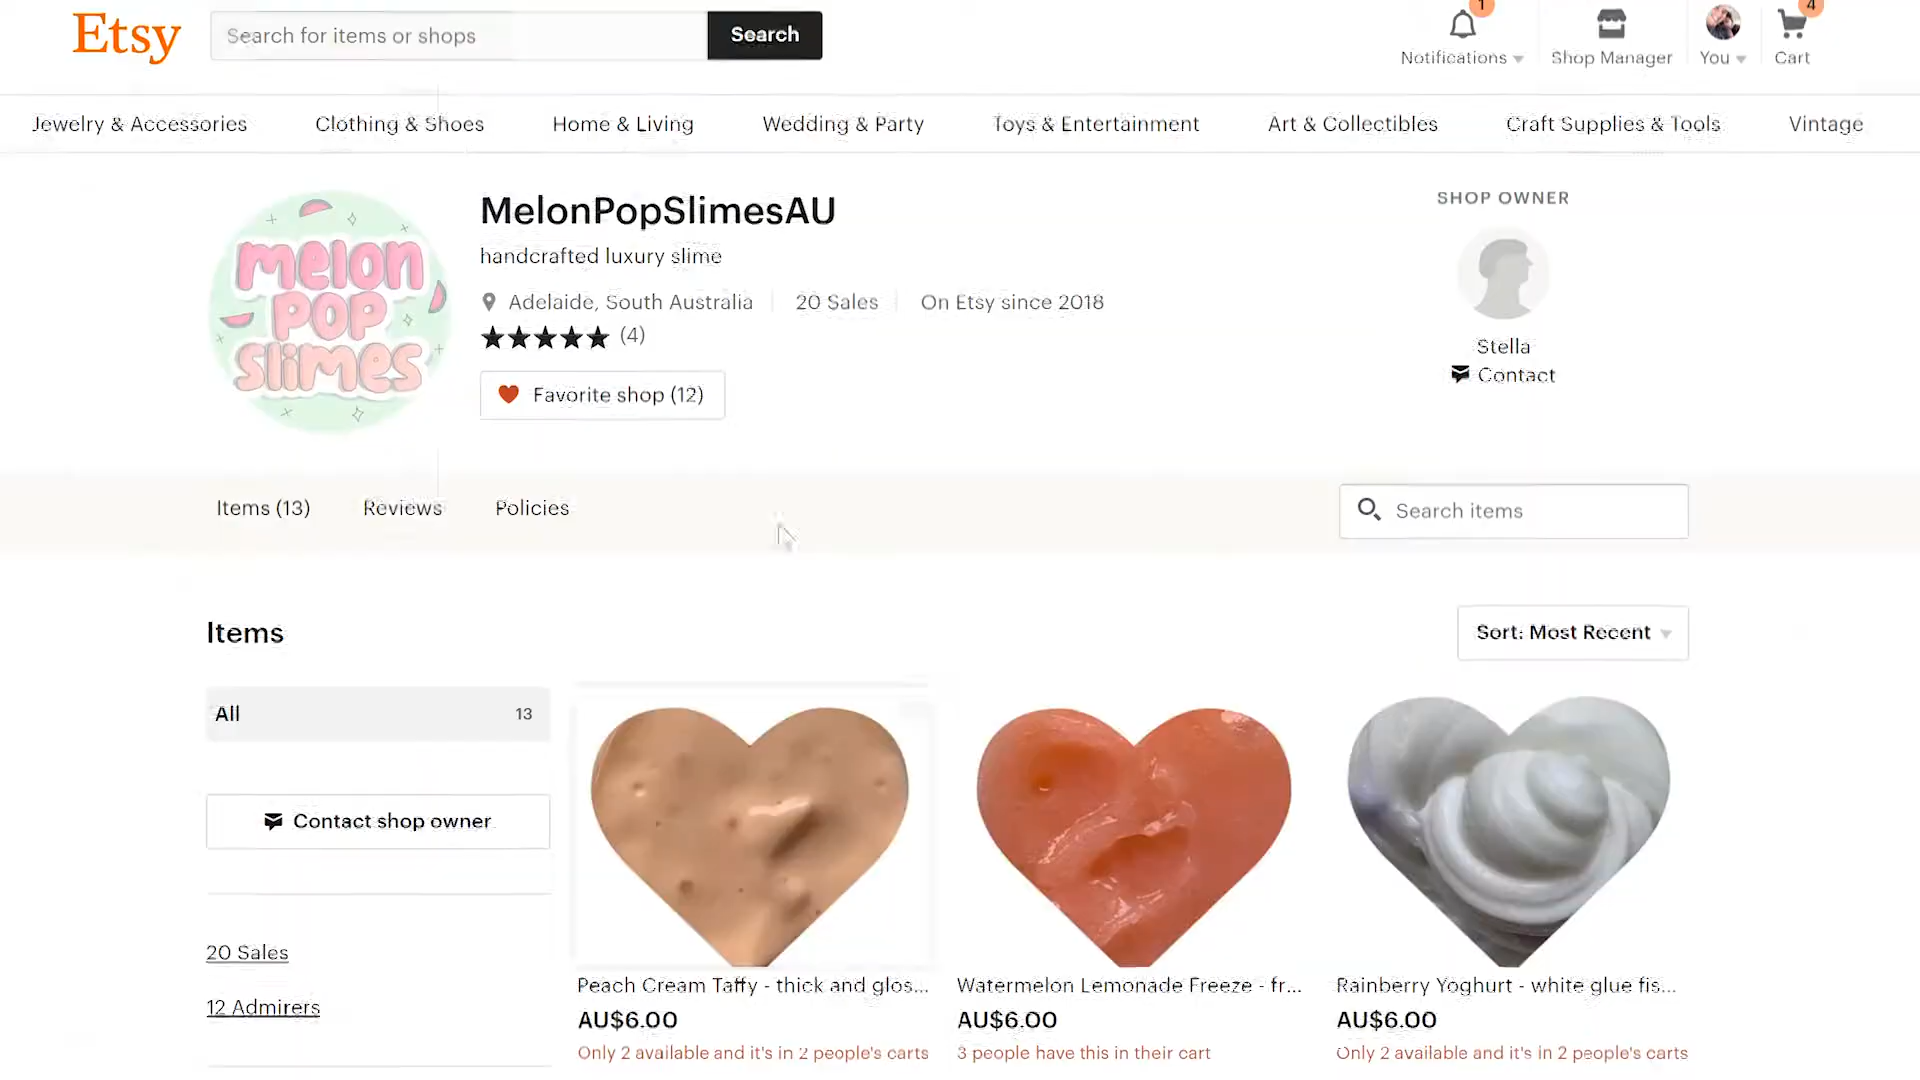 Etsy
Search for items or shops
Search
1
Notifications
Shop Manager
You
4
Cart
Jewelry & Accessories
Clothing & Shoes
Home & Living
Wedding & Party
Toys & Entertainment
Art & Collectibles
Craft Supplies & Tools
Vintage
melon
POP
slimes
MelonPopSlimesAU
handcrafted luxury slime
Adelaide, South Australia
20 Sales
On Etsy since 2018
(4)
Favorite shop (12)
SHOP OWNER
Stella
Contact
Items (13)
Reviews
Policies
Search items
Items
Sort: Most Recent
All
13
Contact shop owner
20 Sales
12 Admirers
Peach Cream Taffy - thick and glos...
AU$6.00
Only 2 available and it's in 2 people's carts
Watermelon Lemonade Freeze - fr...
AU$6.00
3 people have this in their cart
Rainberry Yoghurt - white glue fis...
AU$6.00
Only 2 available and it's in 2 people's carts